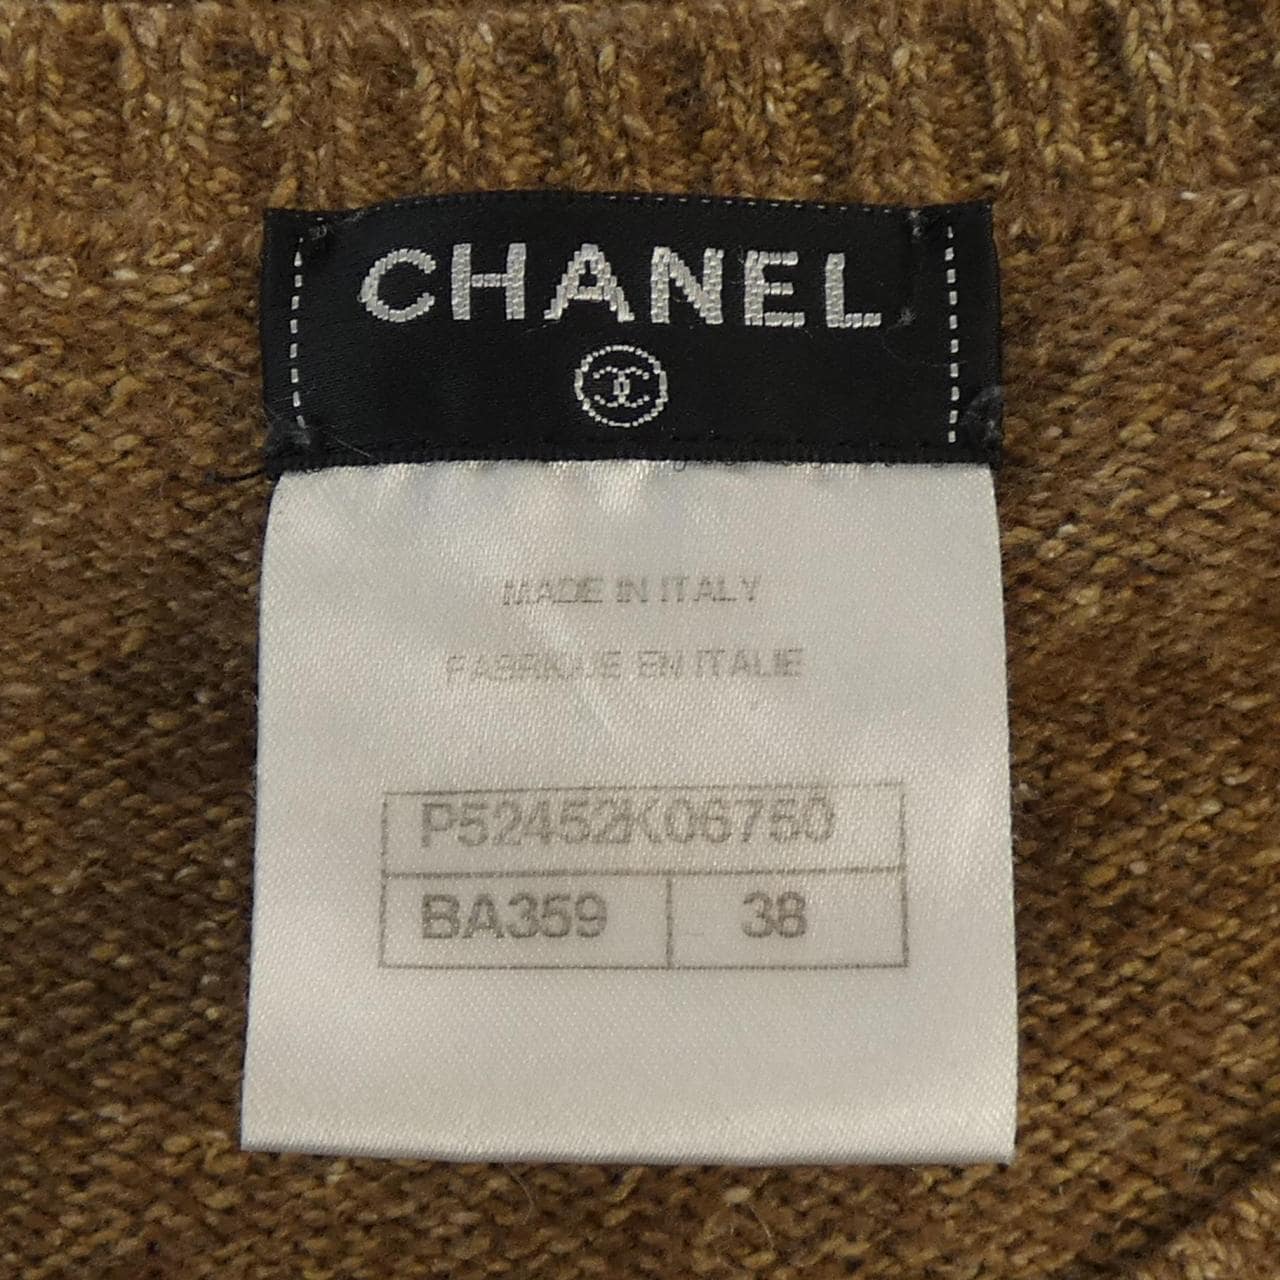 CHANEL
MADE IN ITALY
FABRIQUE EN ITALIE
P52452K06750
BA359 38